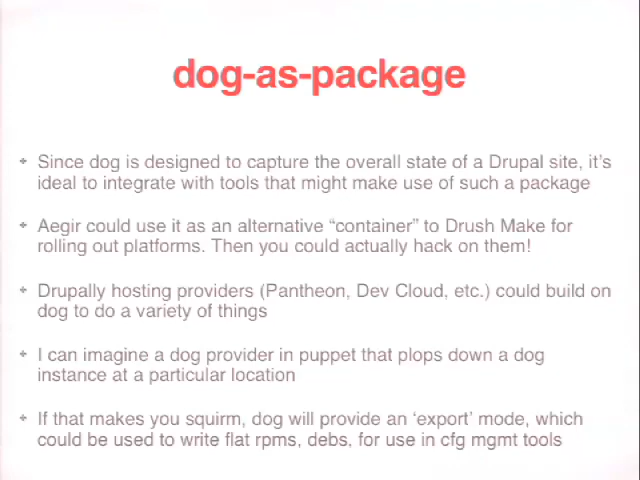 dog-as-package
Since dog is designed to capture the overall state of a Drupal site, it's
ideal to integrate with tools that might make use of such a package
Aegir could use it as an alternative “container” to Drush Make for
rolling out platforms. Then you could actually hack on them!
Drupally hosting providers (Pantheon, Dev Cloud, etc.) could build on
dog to do a variety of things
I can imagine a dog provider in puppet that plops down a dog
instance at a particular location
If that makes you squirm, dog will provide an ‘export’ mode, which
could be used to write flat rpms, debs, for use in cfg mgmt tools